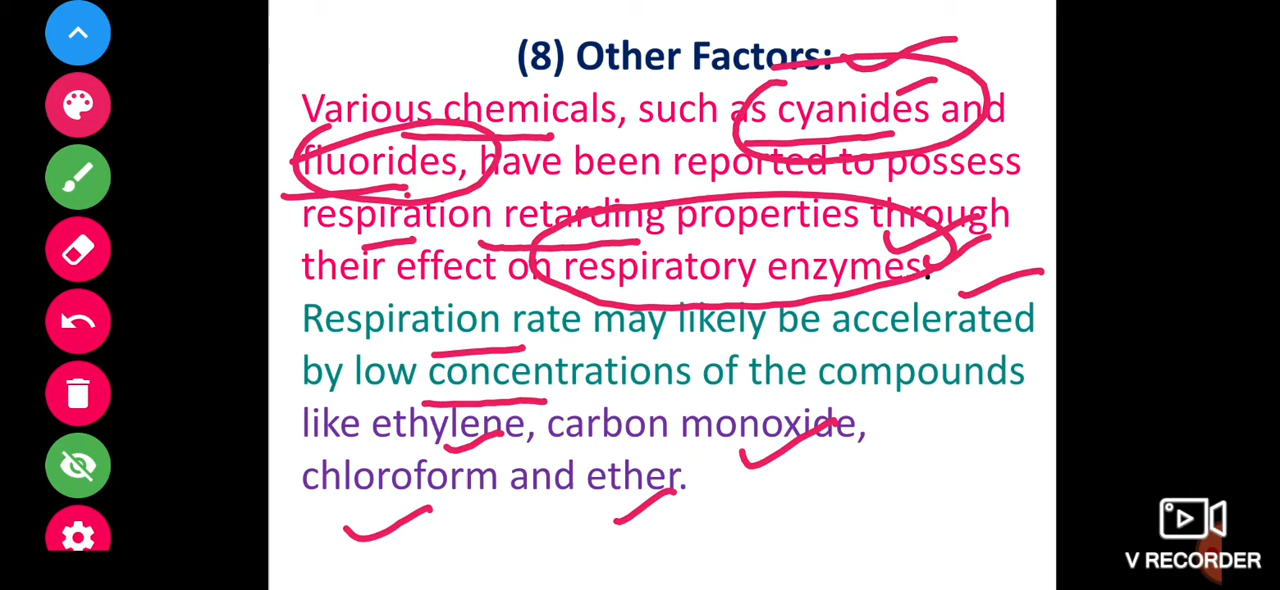 (8) Other Factors:
Various chemicals, such as cyanides and
fluorides, have been reported to possess
respiration retarding properties through
their effect on respiratory enzymes.
Respiration rate may likely be accelerated
by low concentrations of the compounds
like ethylene, carbon monoxide,
chloroform and ether.
V RECORDER